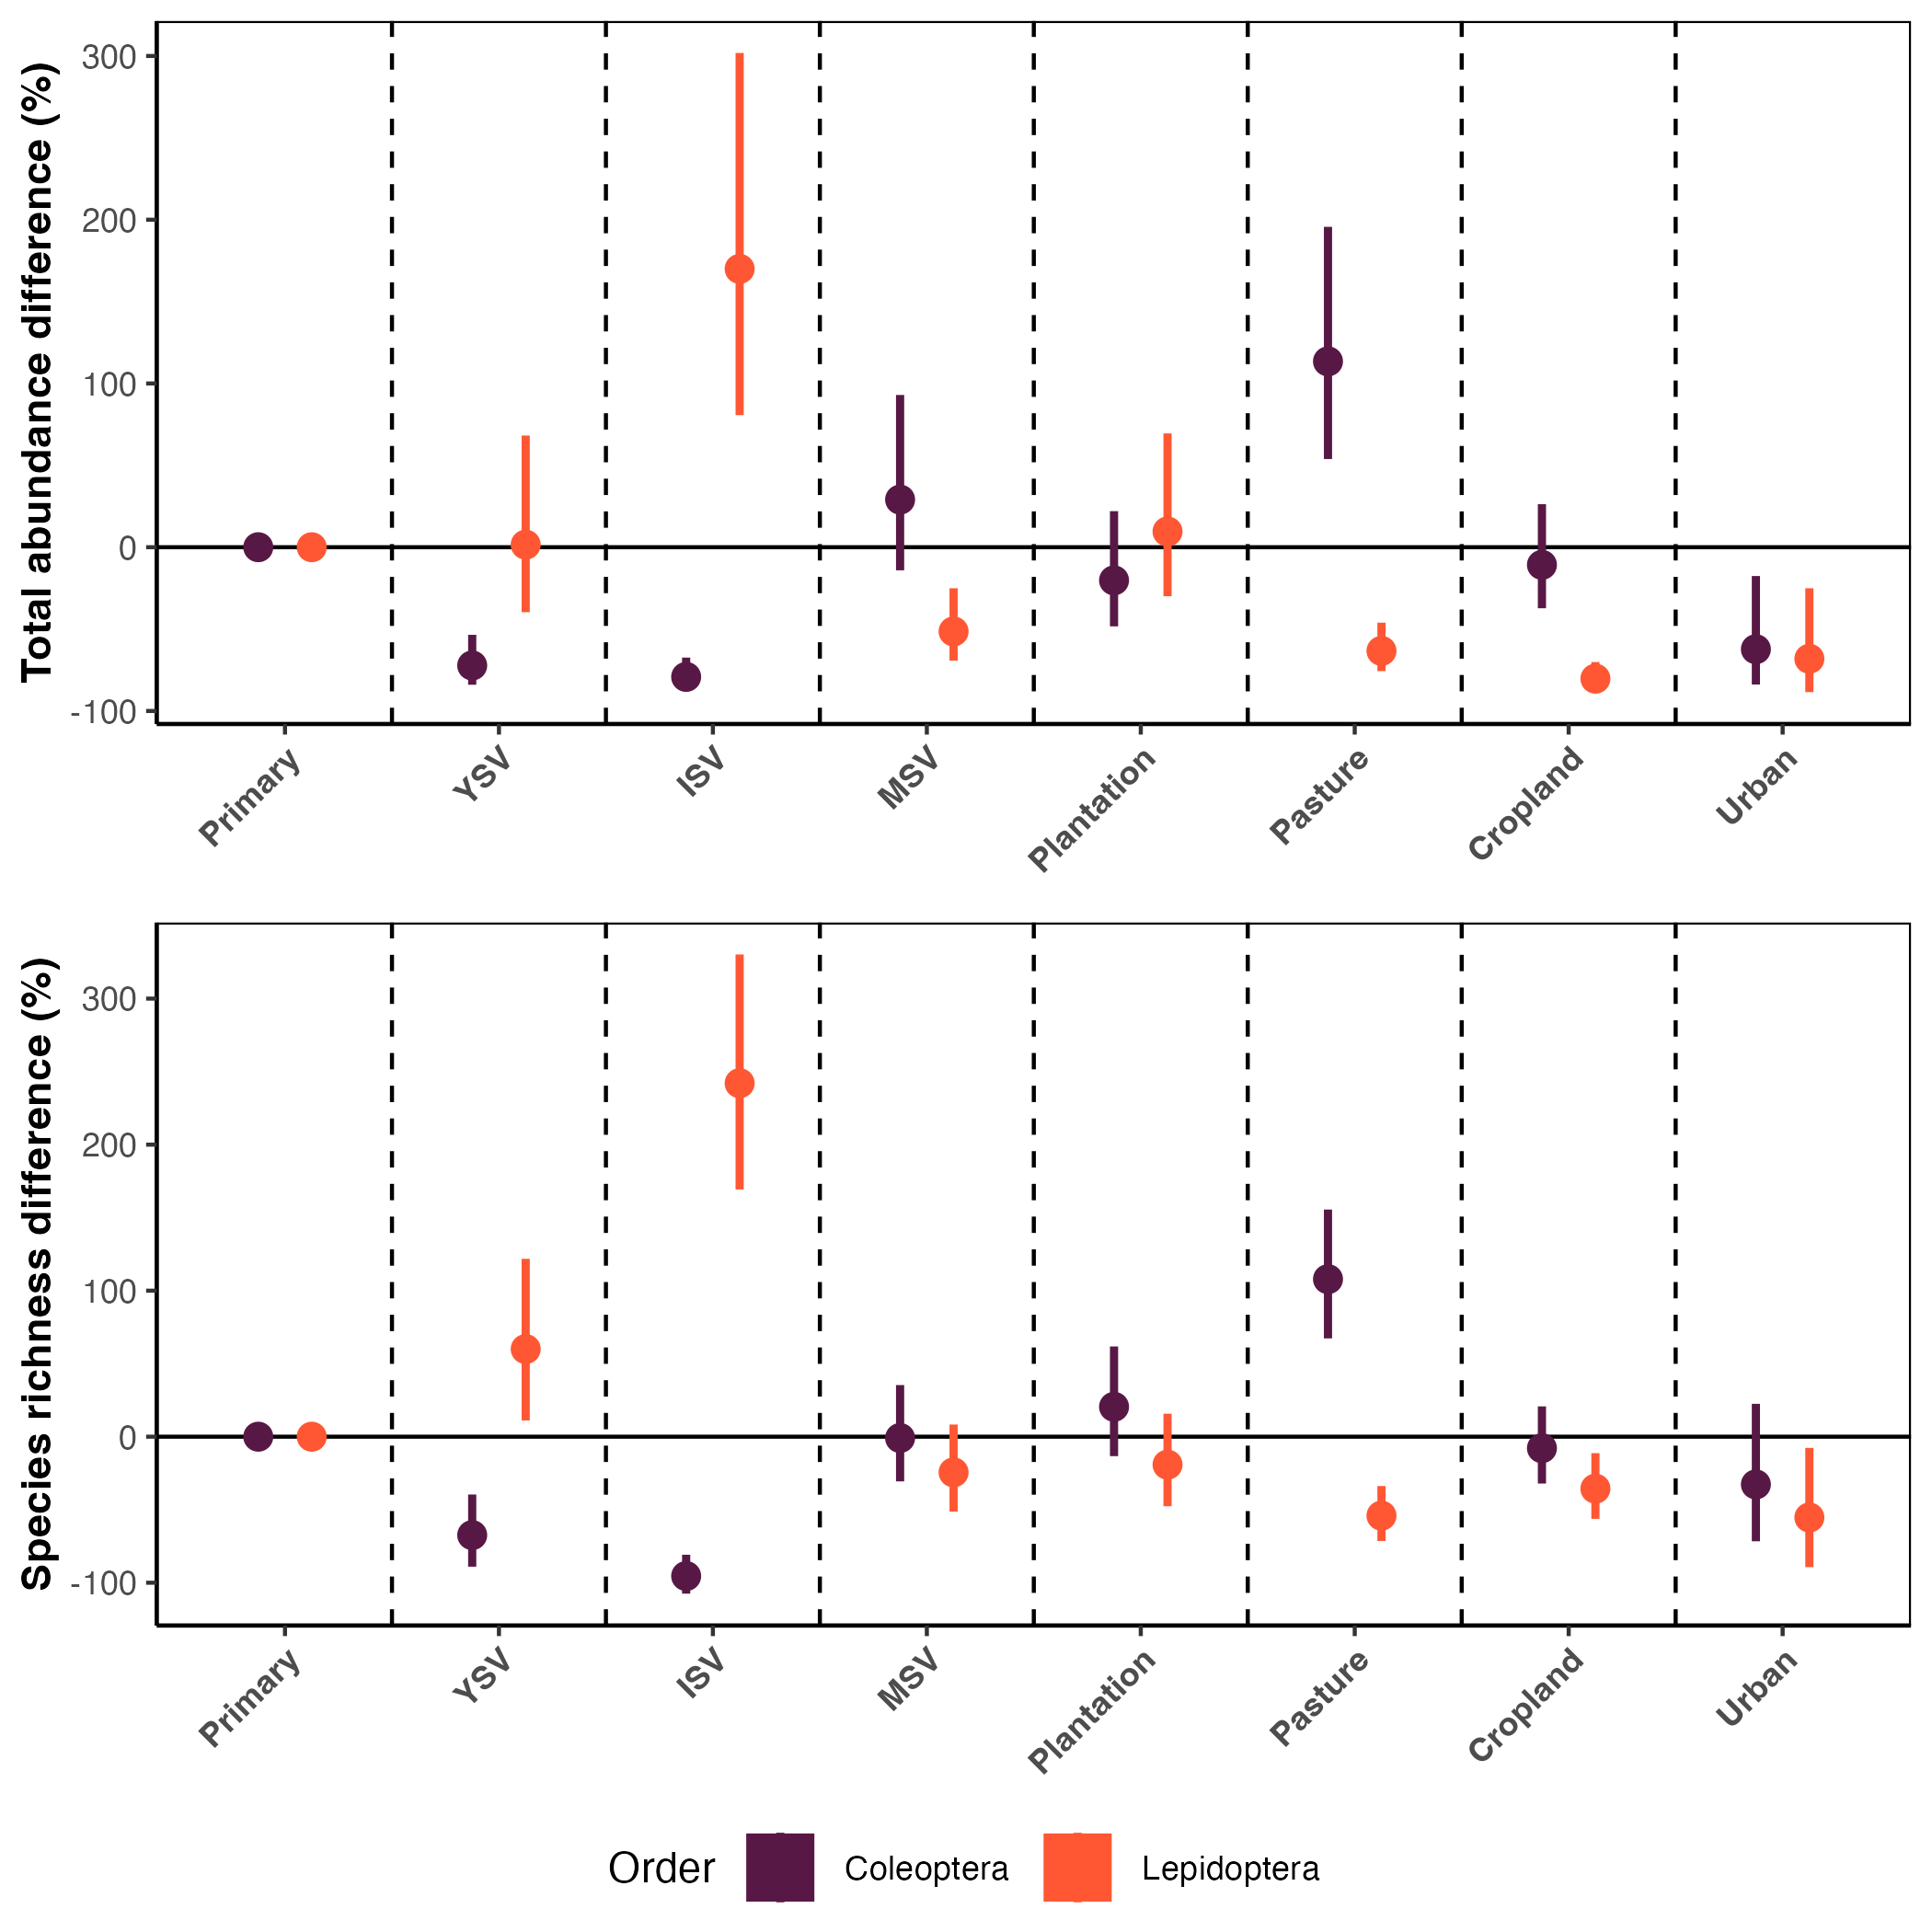 Total abundance difference (%)
300
200
100
0
-100
Primary
YSV
ISV
MSV
Plantation
Pasture
Cropland
Urban
Species richness difference (%)
300
200
100
0
-100
Primary
YSV
ISV
MSV
Plantation
Pasture
Cropland
Urban
Order Coleoptera Lepidoptera